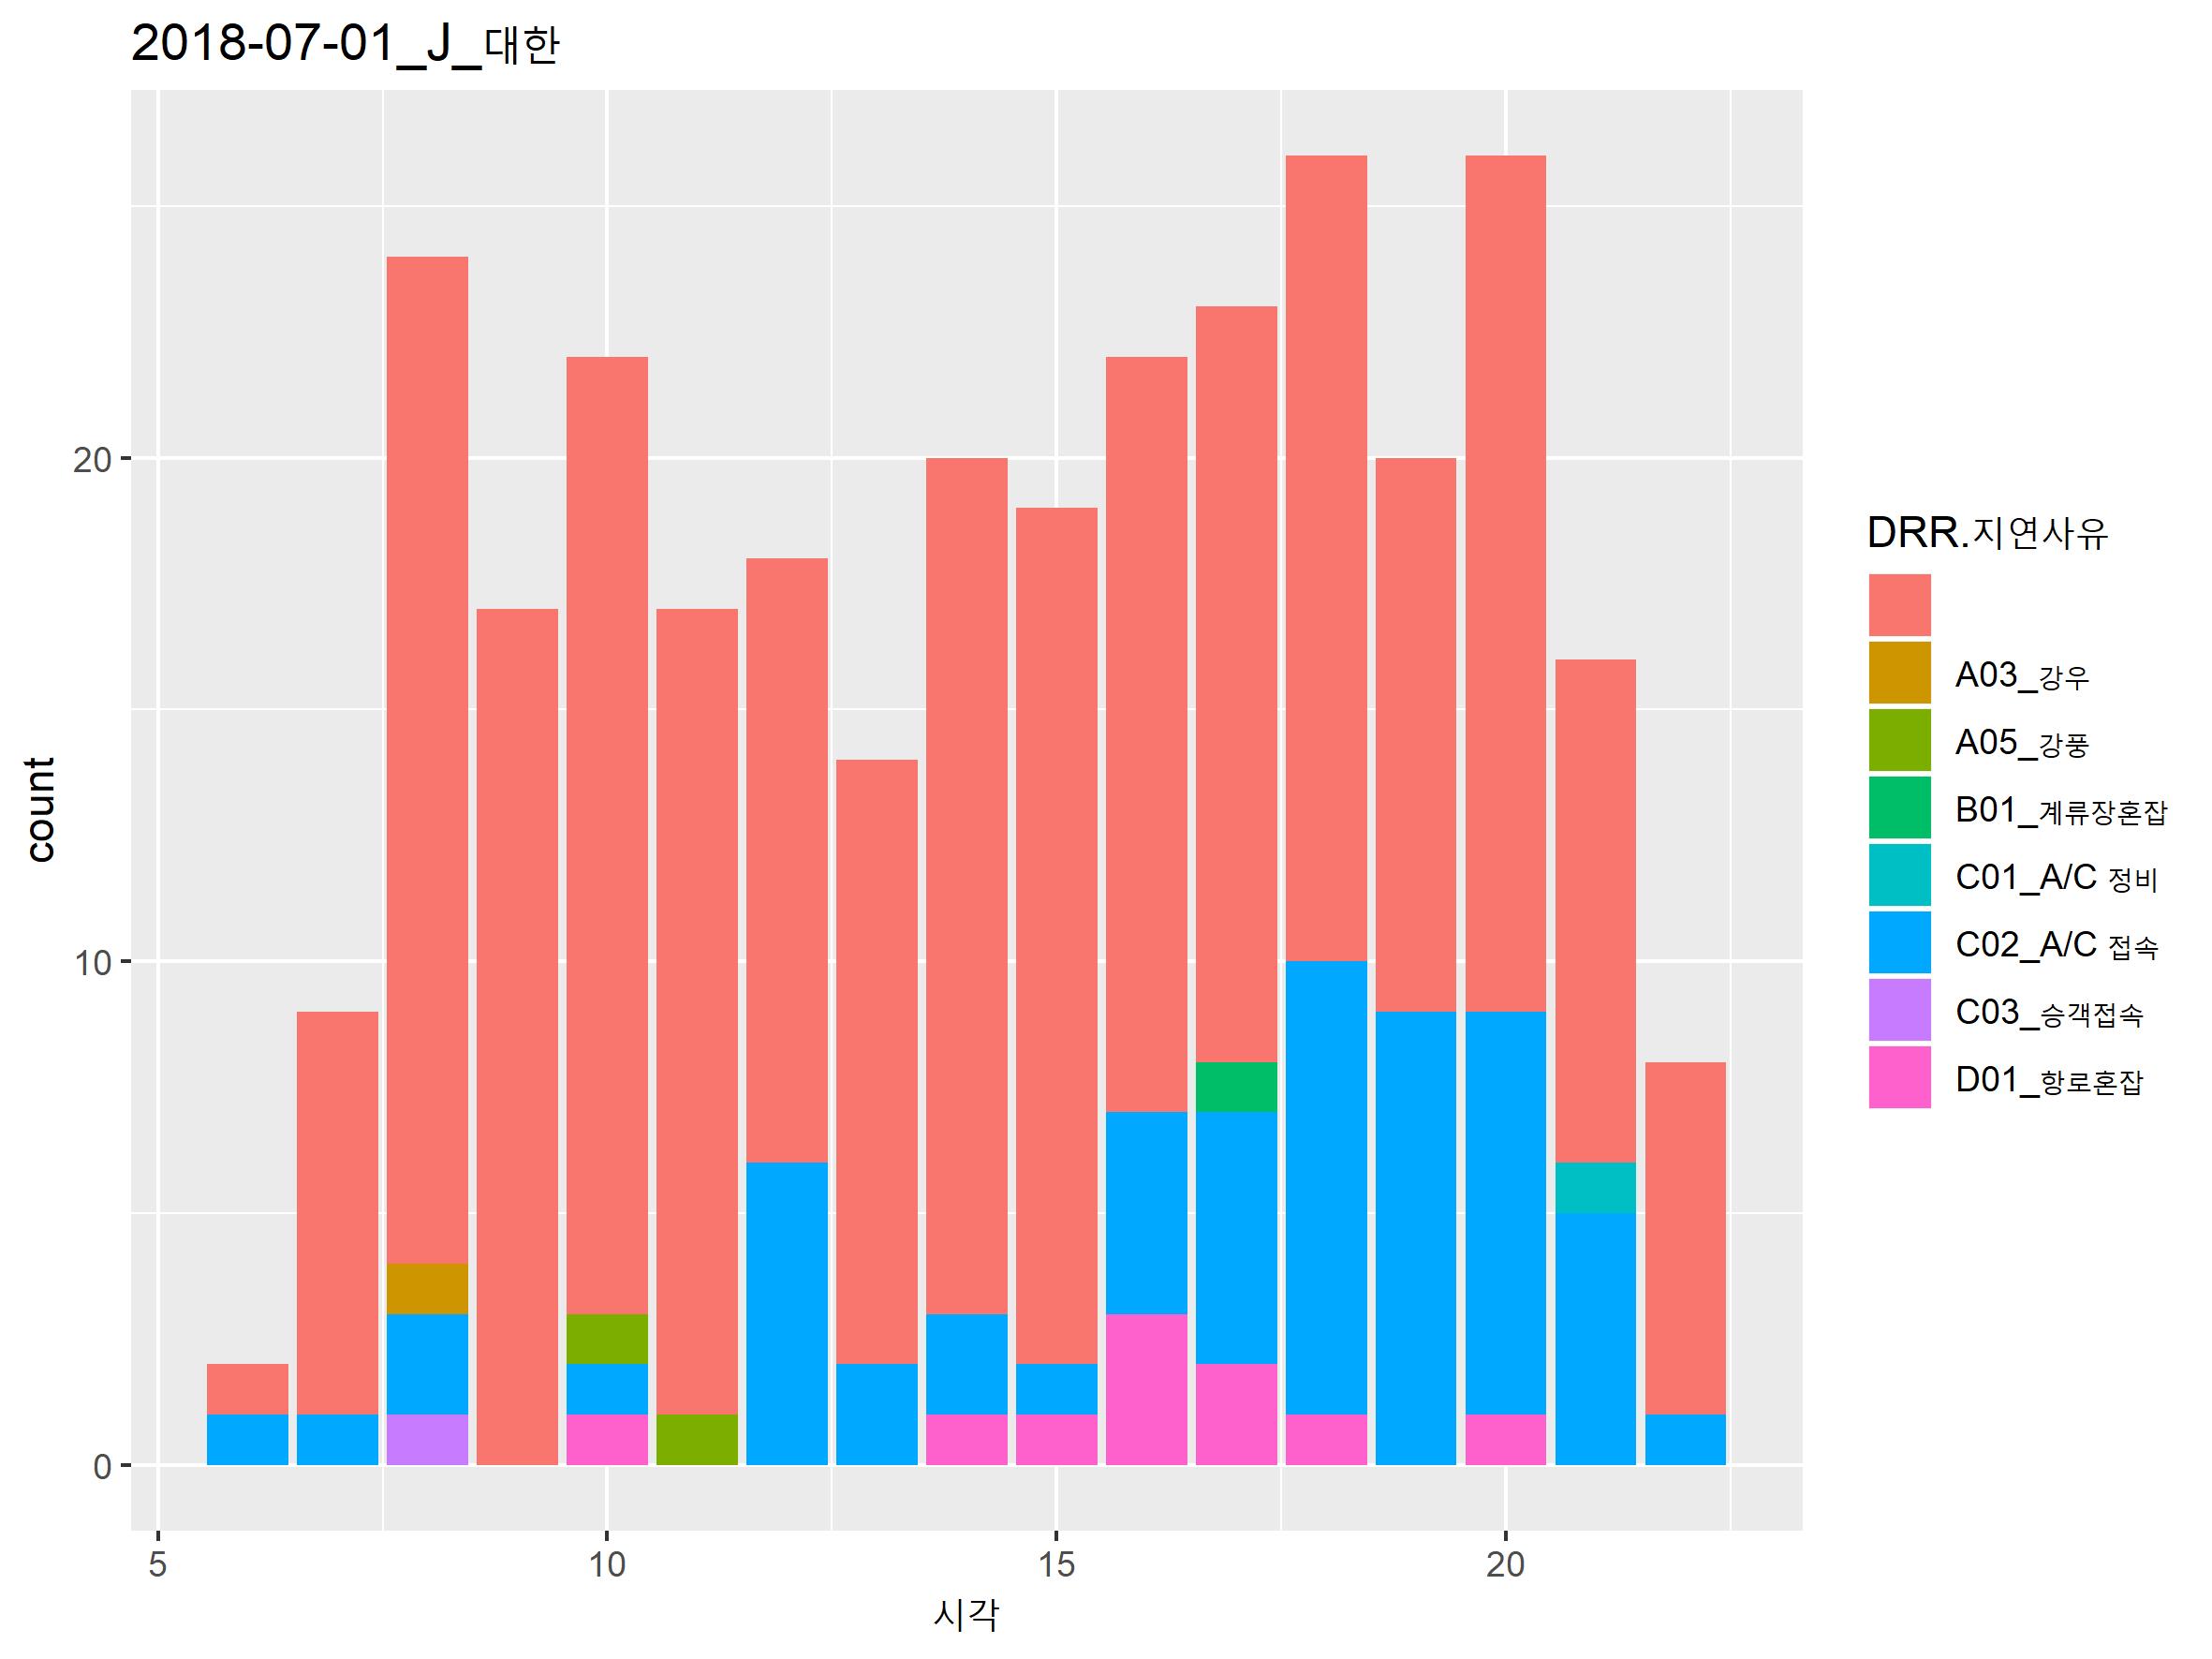 2018-07-01_J_대한
count
20
10
0
5 10 15 20
시각
DRR.지연사유
A03_강우
A05_강풍
B01_계류장혼잡
C01_A/C 정비
C02_A/C 접속
C03_승객접속
D01_항로혼잡